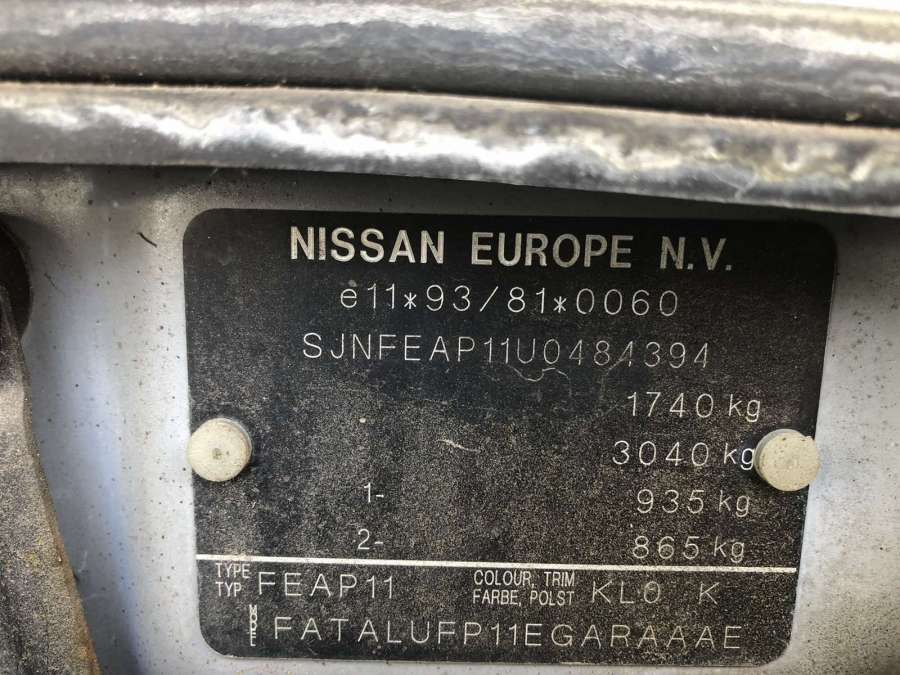 NISSAN EUROPE N.V.
e11*93/81*0060
SJNFEAP11U0484394
1740 kg
3040 kg
1- 935 kg
2- 865 kg
TYPE
TYP FEAP11
COLOUR, TRIM
FARBE, POLST KL0 K
MODEL FATALUFP11EGARAAAE